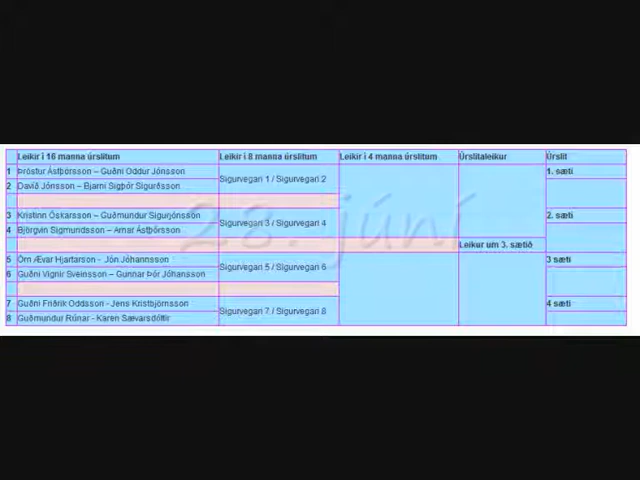 Leikir í 16 manna úrslitum Leikir í 8 manna úrslitum Leikir í 4 manna úrslitum Úrslitaleikur Úrslit
1 Þröstur Ástþórsson – Guðni Oddur Jónsson 1. sæti
Sigurvegari 1 / Sigurvegari 2
2 Davíð Jónsson – Bjarni Sigþór Sigurðsson
3 Kristinn Óskarsson – Guðmundur Sigurjónsson 2. sæti
Sigurvegari 3 / Sigurvegari 4
4 Björgvin Sigmundsson – Arnar Ástþórsson
23. júní
Leikur um 3. sætið
5 Örn Ævar Hjartarson - Jón Jóhannsson 3 sæti
Sigurvegari 5 / Sigurvegari 6
6 Guðni Vignir Sveinsson – Gunnar Þór Jóhansson
7 Guðni Friðrik Oddsson - Jens Kristbjörnsson 4 sæti
Sigurvegari 7 / Sigurvegari 8
8 Guðmundur Rúnar - Karen Sævarsdóttir